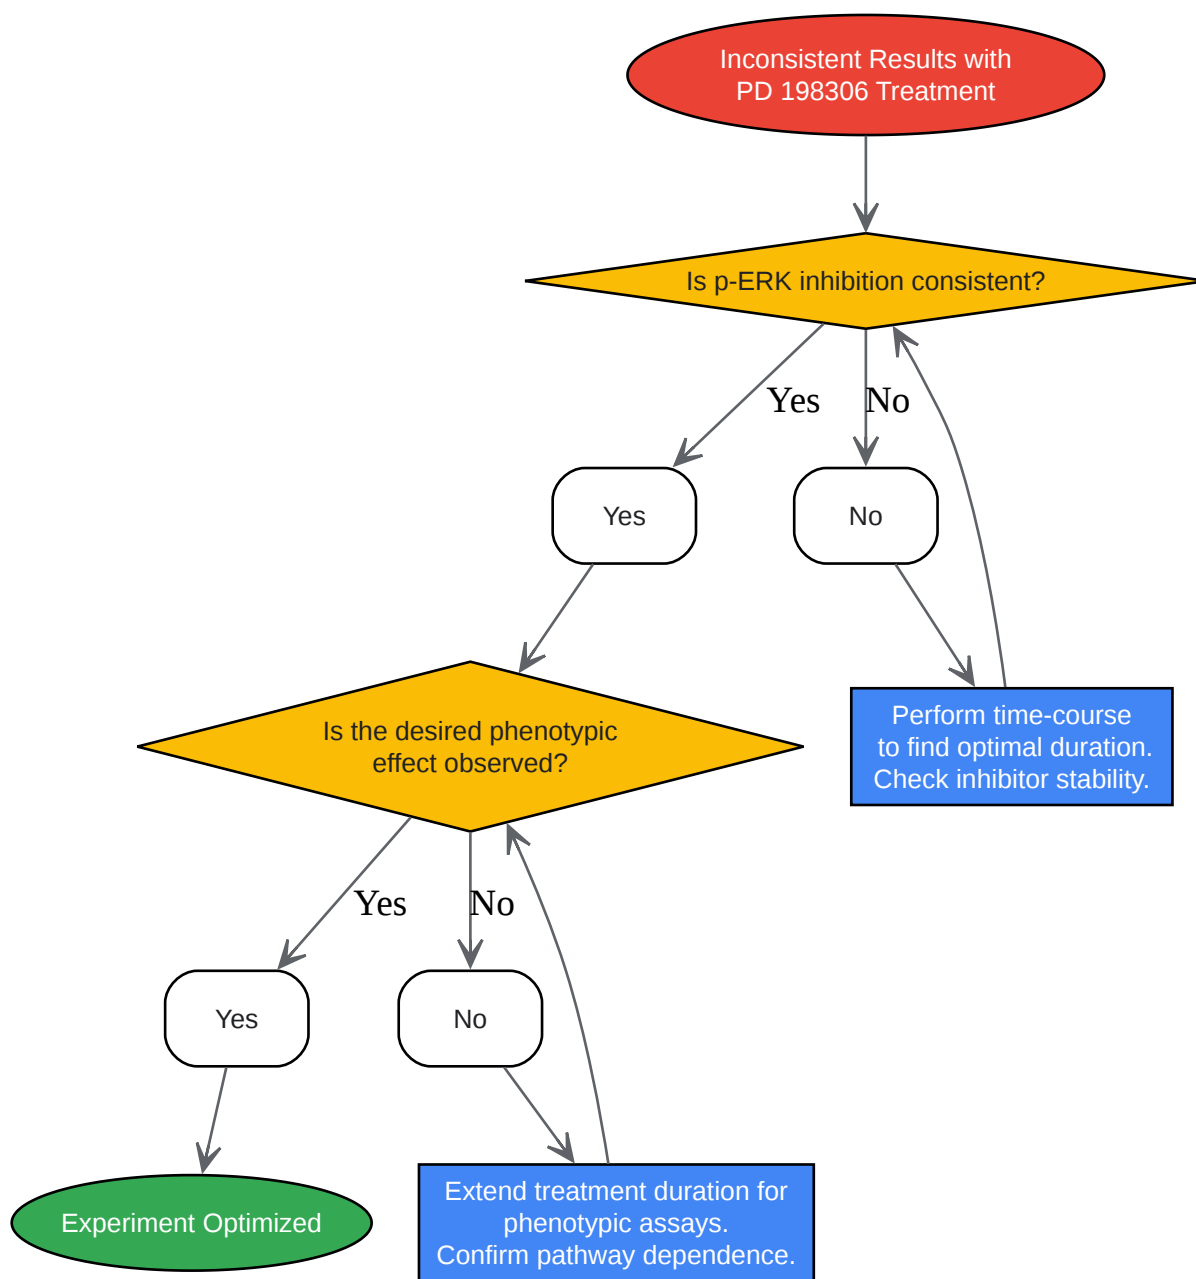 Inconsistent Results with
PD 198306 Treatment
Is p-ERK inhibition consistent?
Yes
No
Yes
No
Perform time-course
to find optimal duration.
Check inhibitor stability.
Is the desired phenotypic
effect observed?
Yes
No
Yes
No
Experiment Optimized
Extend treatment duration for
phenotypic assays.
Confirm pathway dependence.